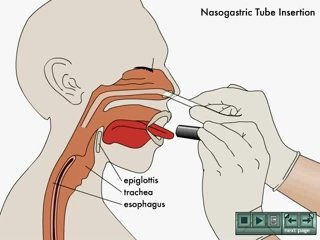 Nasogastric Tube Insertion
epiglottis
trachea
esophagus
next page